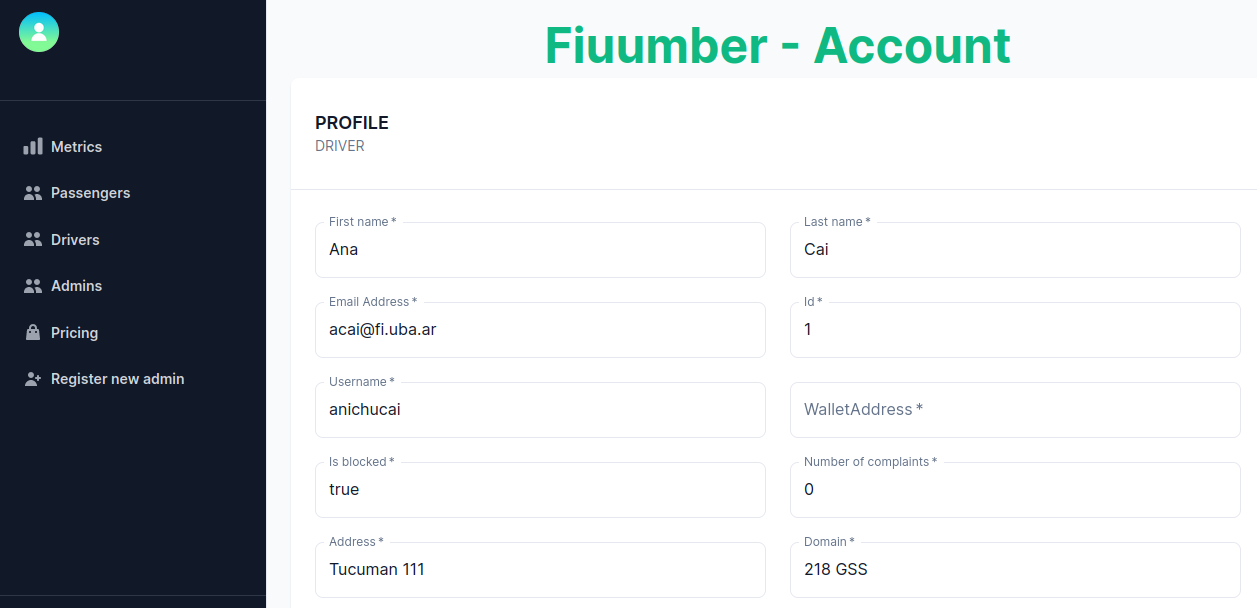 Fiuumber - Account
Metrics
Passengers
Drivers
Admins
Pricing
Register new admin
PROFILE
DRIVER
First name *
Ana
Last name *
Cai
Email Address *
acai@fi.uba.ar
Id *
1
Username *
anichucai
WalletAddress *
Is blocked *
true
Number of complaints *
0
Address *
Tucuman 111
Domain *
218 GSS